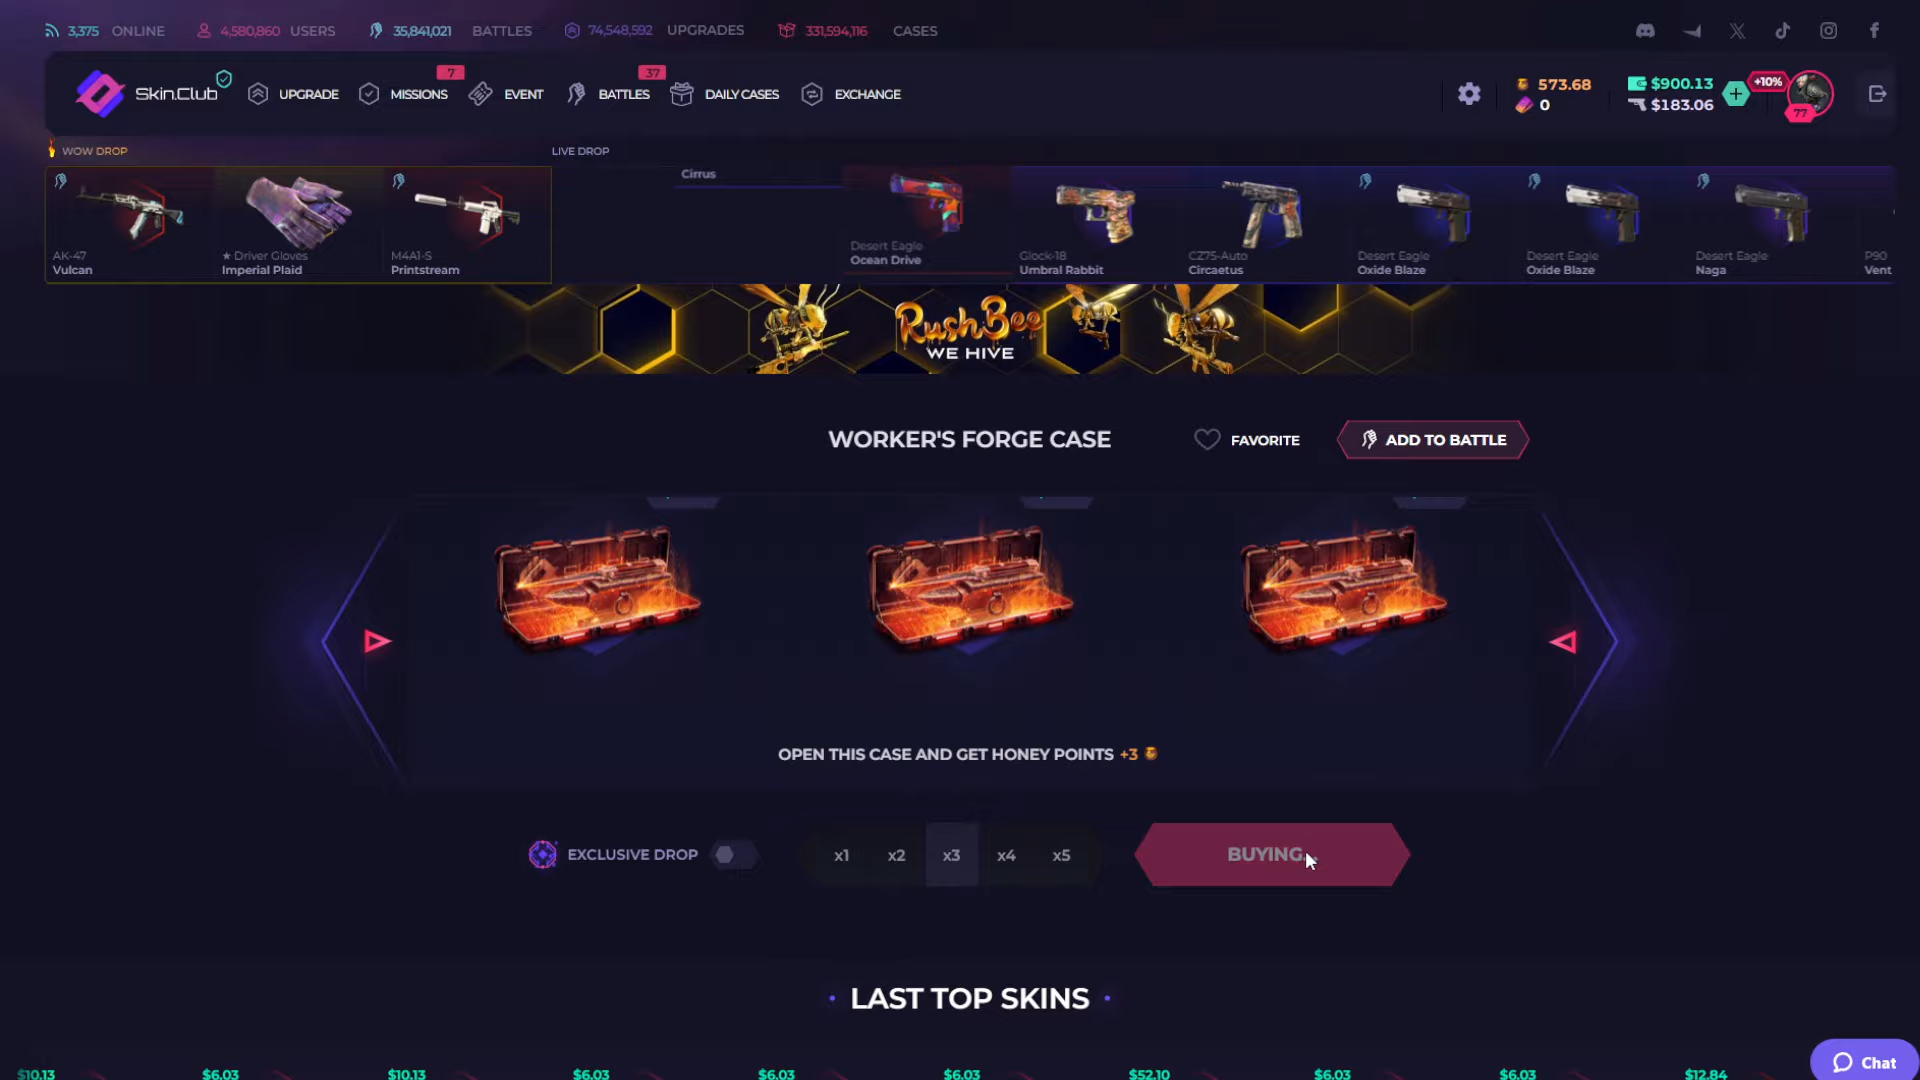 3,375 ONLINE 4,580,860 USERS 35,841,021 BATTLES 74,548,592 UPGRADES 331,594,116 CASES
Skin.Club UPGRADE MISSIONS 7 EVENT BATTLES 37 DAILY CASES EXCHANGE
573.68 $900.13 +10%
0 $183.06 77
WOW DROP LIVE DROP
AK-47
Vulcan
★ Driver Gloves
Imperial Plaid
M4A1-S
Printstream
Cirrus
Desert Eagle
Ocean Drive
Glock-18
Umbral Rabbit
CZ75-Auto
Circaetus
Desert Eagle
Oxide Blaze
Desert Eagle
Oxide Blaze
Desert Eagle
Naga
P90
Vent
RushBee
WE HIVE
WORKER'S FORGE CASE FAVORITE ADD TO BATTLE
OPEN THIS CASE AND GET HONEY POINTS +3
EXCLUSIVE DROP x1 x2 x3 x4 x5 BUYING...
• LAST TOP SKINS •
$10.13 $6.03 $10.13 $6.03 $6.03 $6.03 $52.10 $6.03 $6.03 $12.84
Chat